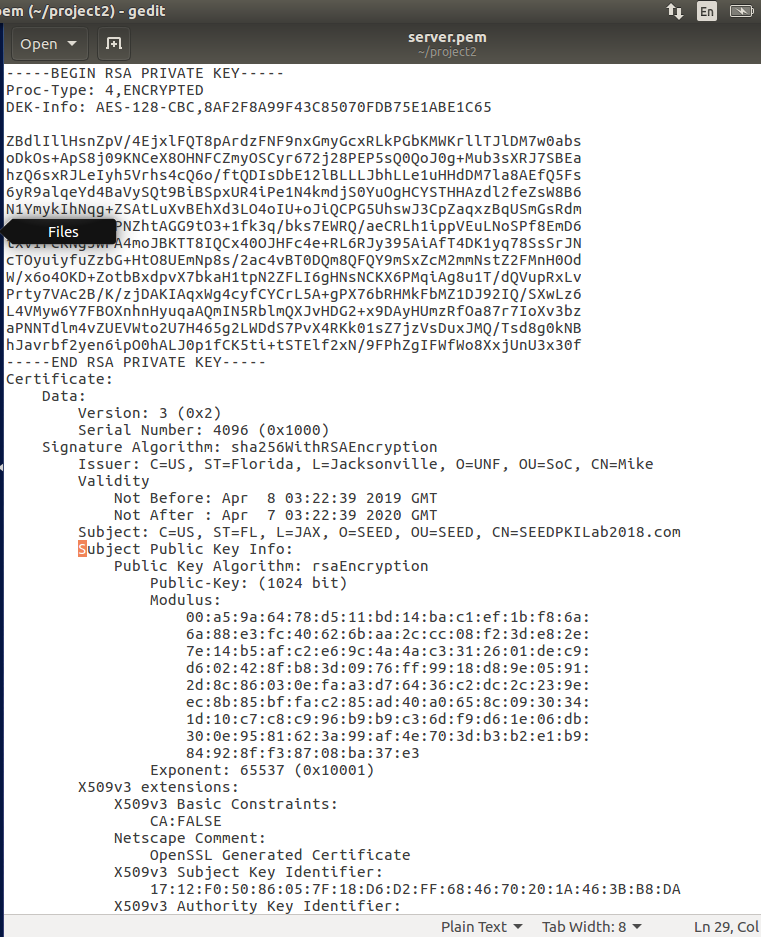 pem (~/project2) - gedit
En
Open
server.pem
~/project2
-----BEGIN RSA PRIVATE KEY-----
Proc-Type: 4,ENCRYPTED
DEK-Info: AES-128-CBC,8AF2F8A99F43C85070FDB75E1ABE1C65
ZBdlIllHsnZpV/4EjxlFQT8pArdzFNF9nxGmyGcxRLkPGbKMWKrllTJlDM7w0abs
oDkOs+ApS8j09KNCeX8OHNFCZmyOSCyr672j28PEP5sQ0QoJ0g+Mub3sXRJ7SBEa
hzQ6sxRJLeIyh5Vrhs4cQ6o/ftQDIsDbE12lBLLLJbhLLe1uHHdDM7la8AEfQ5Fs
6yR9alqeYd4BaVySQt9BiBSpxUR4iPe1N4kmdjS0YuOgHCYSTHHAzdl2feZsW8B6
N1YmykIhNqg+ZSAtLuXvBEhXd3LO4oIU+oJiQCPG5UhswJ3CpZaqxzBqUSmGsRdm
PNZhtAGG9tO3+1fk3q/bks7EWRQ/aeCRLh1ippVEuLNoSPf8EmD6
Files
A4moJBKTT8IQCx40OJHFc4e+RL6RJy395AiAfT4DK1yq78SsSrJN
cTOyuiyfuZzbG+HtO8UEmNp8s/2ac4vBT0DQm8QFQY9mSxZcM2mmNstZ2FMnH0Od
W/x6o4OKD+ZotbBxdpvX7bkaH1tpN2ZFLI6gHNsNCKX6PMqiAg8u1T/dQVupRxLv
Prty7VAc2B/K/zjDAKIAqxWg4cyfCYCrL5A+gPX76bRHMkFbMZ1DJ92IQ/SXwLz6
L4VMyw6Y7FBOXnhnHyuqaAQmIN5RblmQXJvHDG2+x9DAyHUmzRfOa87r7IoXv3bz
aPNNTdlm4vZUEVWto2U7H465g2LWDdS7PvX4RKk01sZ7jzVsDuxJMQ/Tsd8g0kNB
hJavrbf2yen6ipO0hALJ0p1fCK5ti+tSTElf2xN/9FPhZgIFWfWo8XxjUnU3x30f
-----END RSA PRIVATE KEY-----
Certificate:
Data:
Version: 3 (0x2)
Serial Number: 4096 (0x1000)
Signature Algorithm: sha256WithRSAEncryption
Issuer: C=US, ST=Florida, L=Jacksonville, O=UNF, OU=SoC, CN=Mike
Validity
Not Before: Apr  8 03:22:39 2019 GMT
Not After : Apr  7 03:22:39 2020 GMT
Subject: C=US, ST=FL, L=JAX, O=SEED, OU=SEED, CN=SEEDPKILab2018.com
Subject Public Key Info:
Public Key Algorithm: rsaEncryption
Public-Key: (1024 bit)
Modulus:
00:a5:9a:64:78:d5:11:bd:14:ba:c1:ef:1b:f8:6a:
6a:88:e3:fc:40:62:6b:aa:2c:cc:08:f2:3d:e8:2e:
7e:14:b5:af:c2:e6:9c:4a:4a:c3:31:26:01:de:c9:
d6:02:42:8f:b8:3d:09:76:ff:99:18:d8:9e:05:91:
2d:8c:86:03:0e:fa:a3:d7:64:36:c2:dc:2c:23:9e:
ec:8b:85:bf:fa:c2:85:ad:40:a0:65:8c:09:30:34:
1d:10:c7:c8:c9:96:b9:b9:c3:6d:f9:d6:1e:06:db:
30:0e:95:81:62:3a:99:af:4e:70:3d:b3:b2:e1:b9:
84:92:8f:f3:87:08:ba:37:e3
Exponent: 65537 (0x10001)
X509v3 extensions:
X509v3 Basic Constraints:
CA:FALSE
Netscape Comment:
OpenSSL Generated Certificate
X509v3 Subject Key Identifier:
17:12:F0:50:86:05:7F:18:D6:D2:FF:68:46:70:20:1A:46:3B:B8:DA
X509v3 Authority Key Identifier:
Plain Text
Tab Width: 8
Ln 29, Col